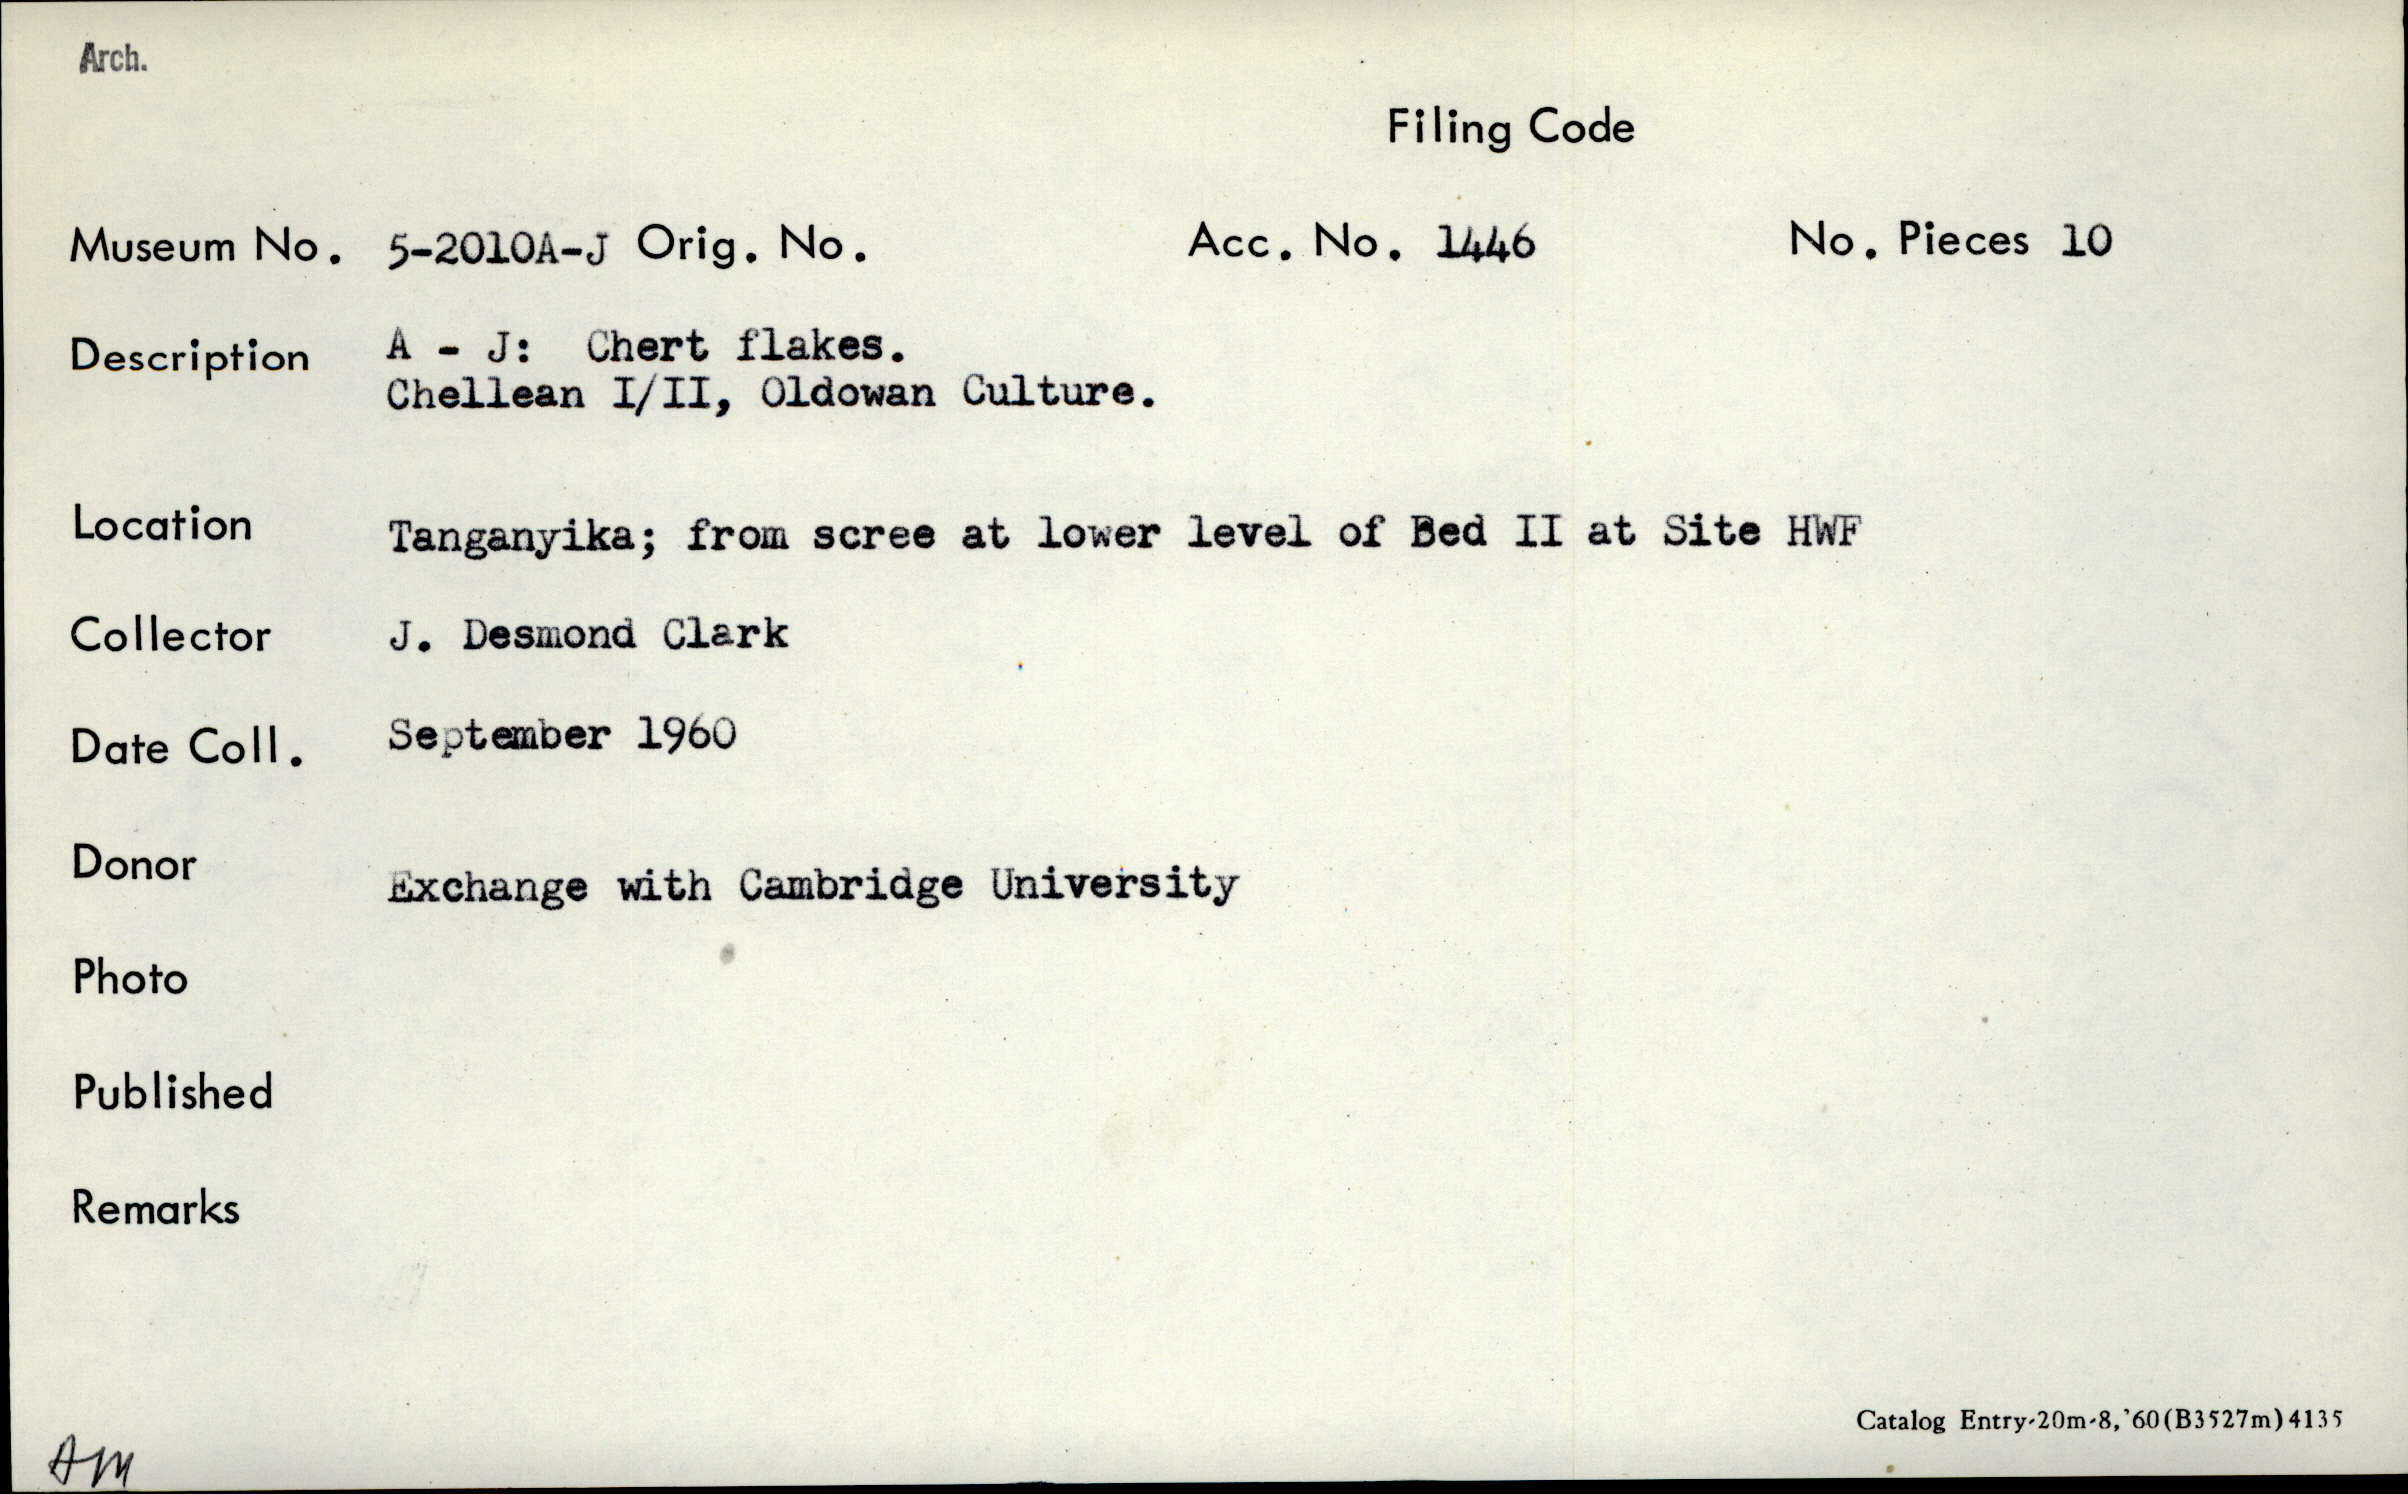 Arch.
Filing Code
Museum No. 5-2010A-J Orig. No. Acc. No. 1446 No. Pieces 10
Description A - J: Chert flakes.
Chellean I/II, Oldowan Culture.
Location Tanganyika; from scree at lower level of Bed II at Site HWF
Collector J. Desmond Clark
Date Coll. September 1960
Donor Exchange with Cambridge University
Photo
Published
Remarks
Catalog Entry-20m-8,'60(B3527m)4135
AM